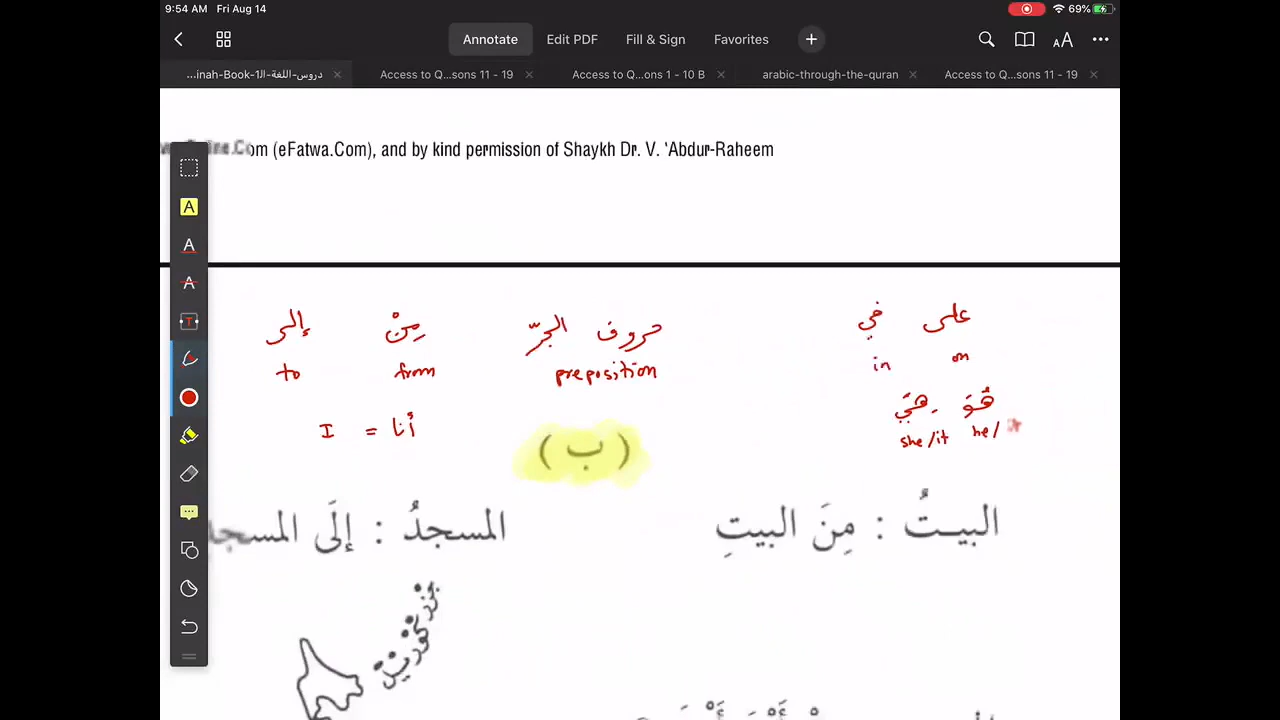 9:54 AM Fri Aug 14
69%
Annotate Edit PDF Fill & Sign Favorites
...inah-Book-1-دروس-اللغة-ال
Access to Q...sons 11 - 19
Access to Q...ons 1 - 10 B
arabic-through-the-quran
Access to Q...sons 11 - 19
om (eFatwa.Com), and by kind permission of Shaykh Dr. V. 'Abdur-Raheem
على في حروف الجرّ مِنْ إلى
on in preposition from to
هُوَ هِيَ
he/ she/it
أنا = I
(ب)
البيتُ : مِنَ البيتِ المسجدُ : إلَى المسجد